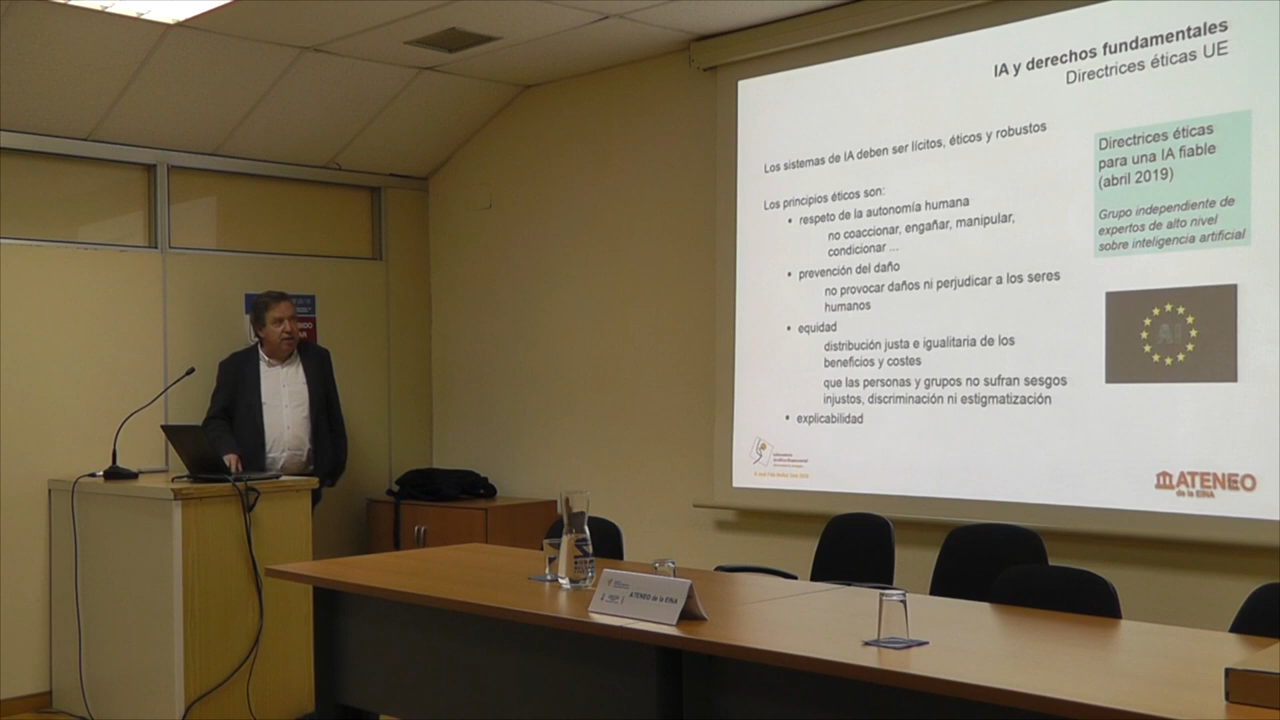 IA y derechos fundamentales
Directrices éticas UE
Los sistemas de IA deben ser lícitos, éticos y robustos
Los principios éticos son:
• respeto de la autonomía humana
no coaccionar, engañar, manipular,
condicionar ...
• prevención del daño
no provocar daños ni perjudicar a los seres
humanos
• equidad
distribución justa e igualitaria de los
beneficios y costes
que las personas y grupos no sufran sesgos
injustos, discriminación ni estigmatización
• explicabilidad
Directrices éticas
para una IA fiable
(abril 2019)
Grupo independiente de
expertos de alto nivel
sobre inteligencia artificial
AI
ATENEO
de la EINA
ATENEO de la EINA